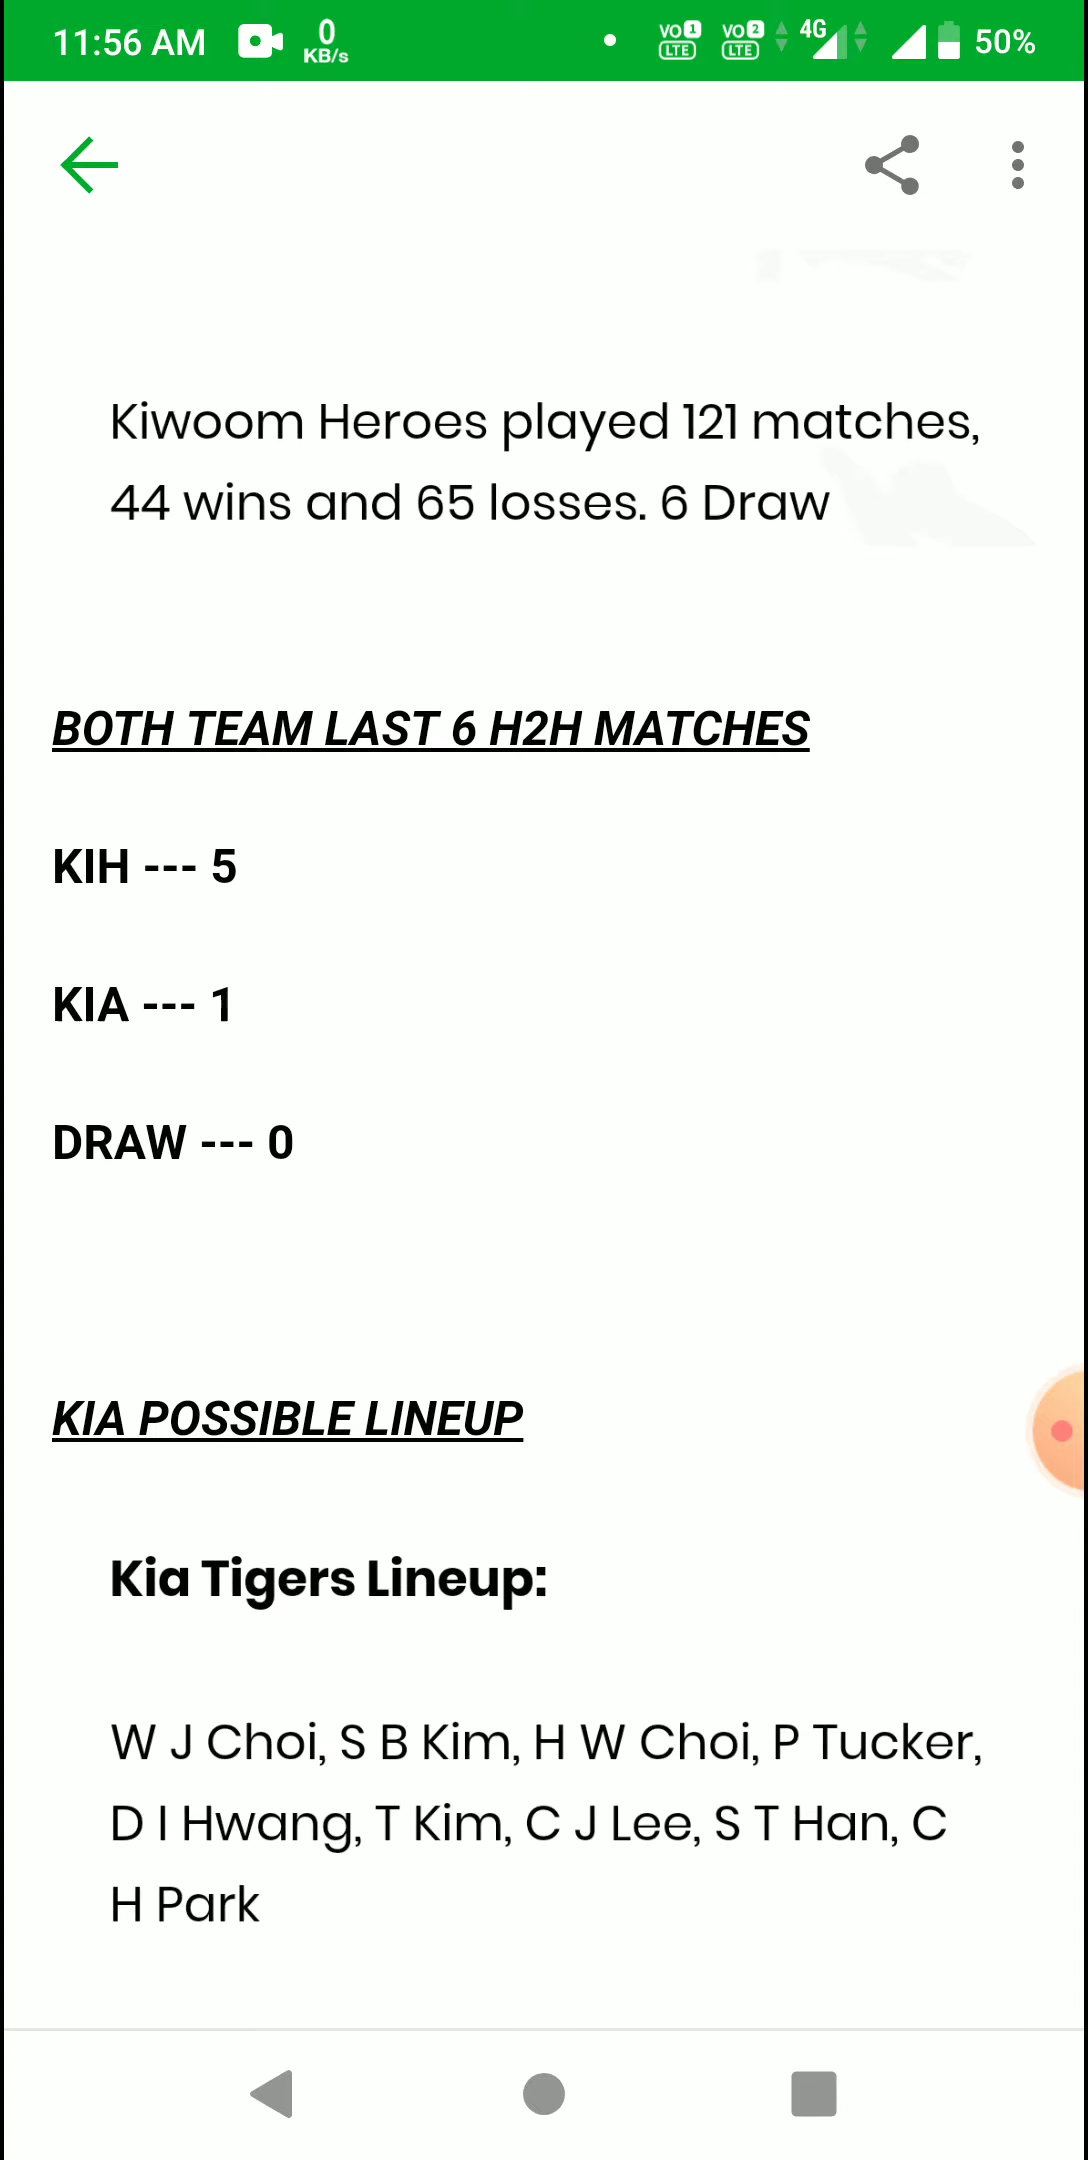 11:56 AM 0 KB/s VO 1 LTE VO 2 LTE 4G 50%
Kiwoom Heroes played 121 matches,
44 wins and 65 losses. 6 Draw
BOTH TEAM LAST 6 H2H MATCHES
KIH --- 5
KIA --- 1
DRAW --- 0
KIA POSSIBLE LINEUP
Kia Tigers Lineup:
W J Choi, S B Kim, H W Choi, P Tucker,
D I Hwang, T Kim, C J Lee, S T Han, C
H Park